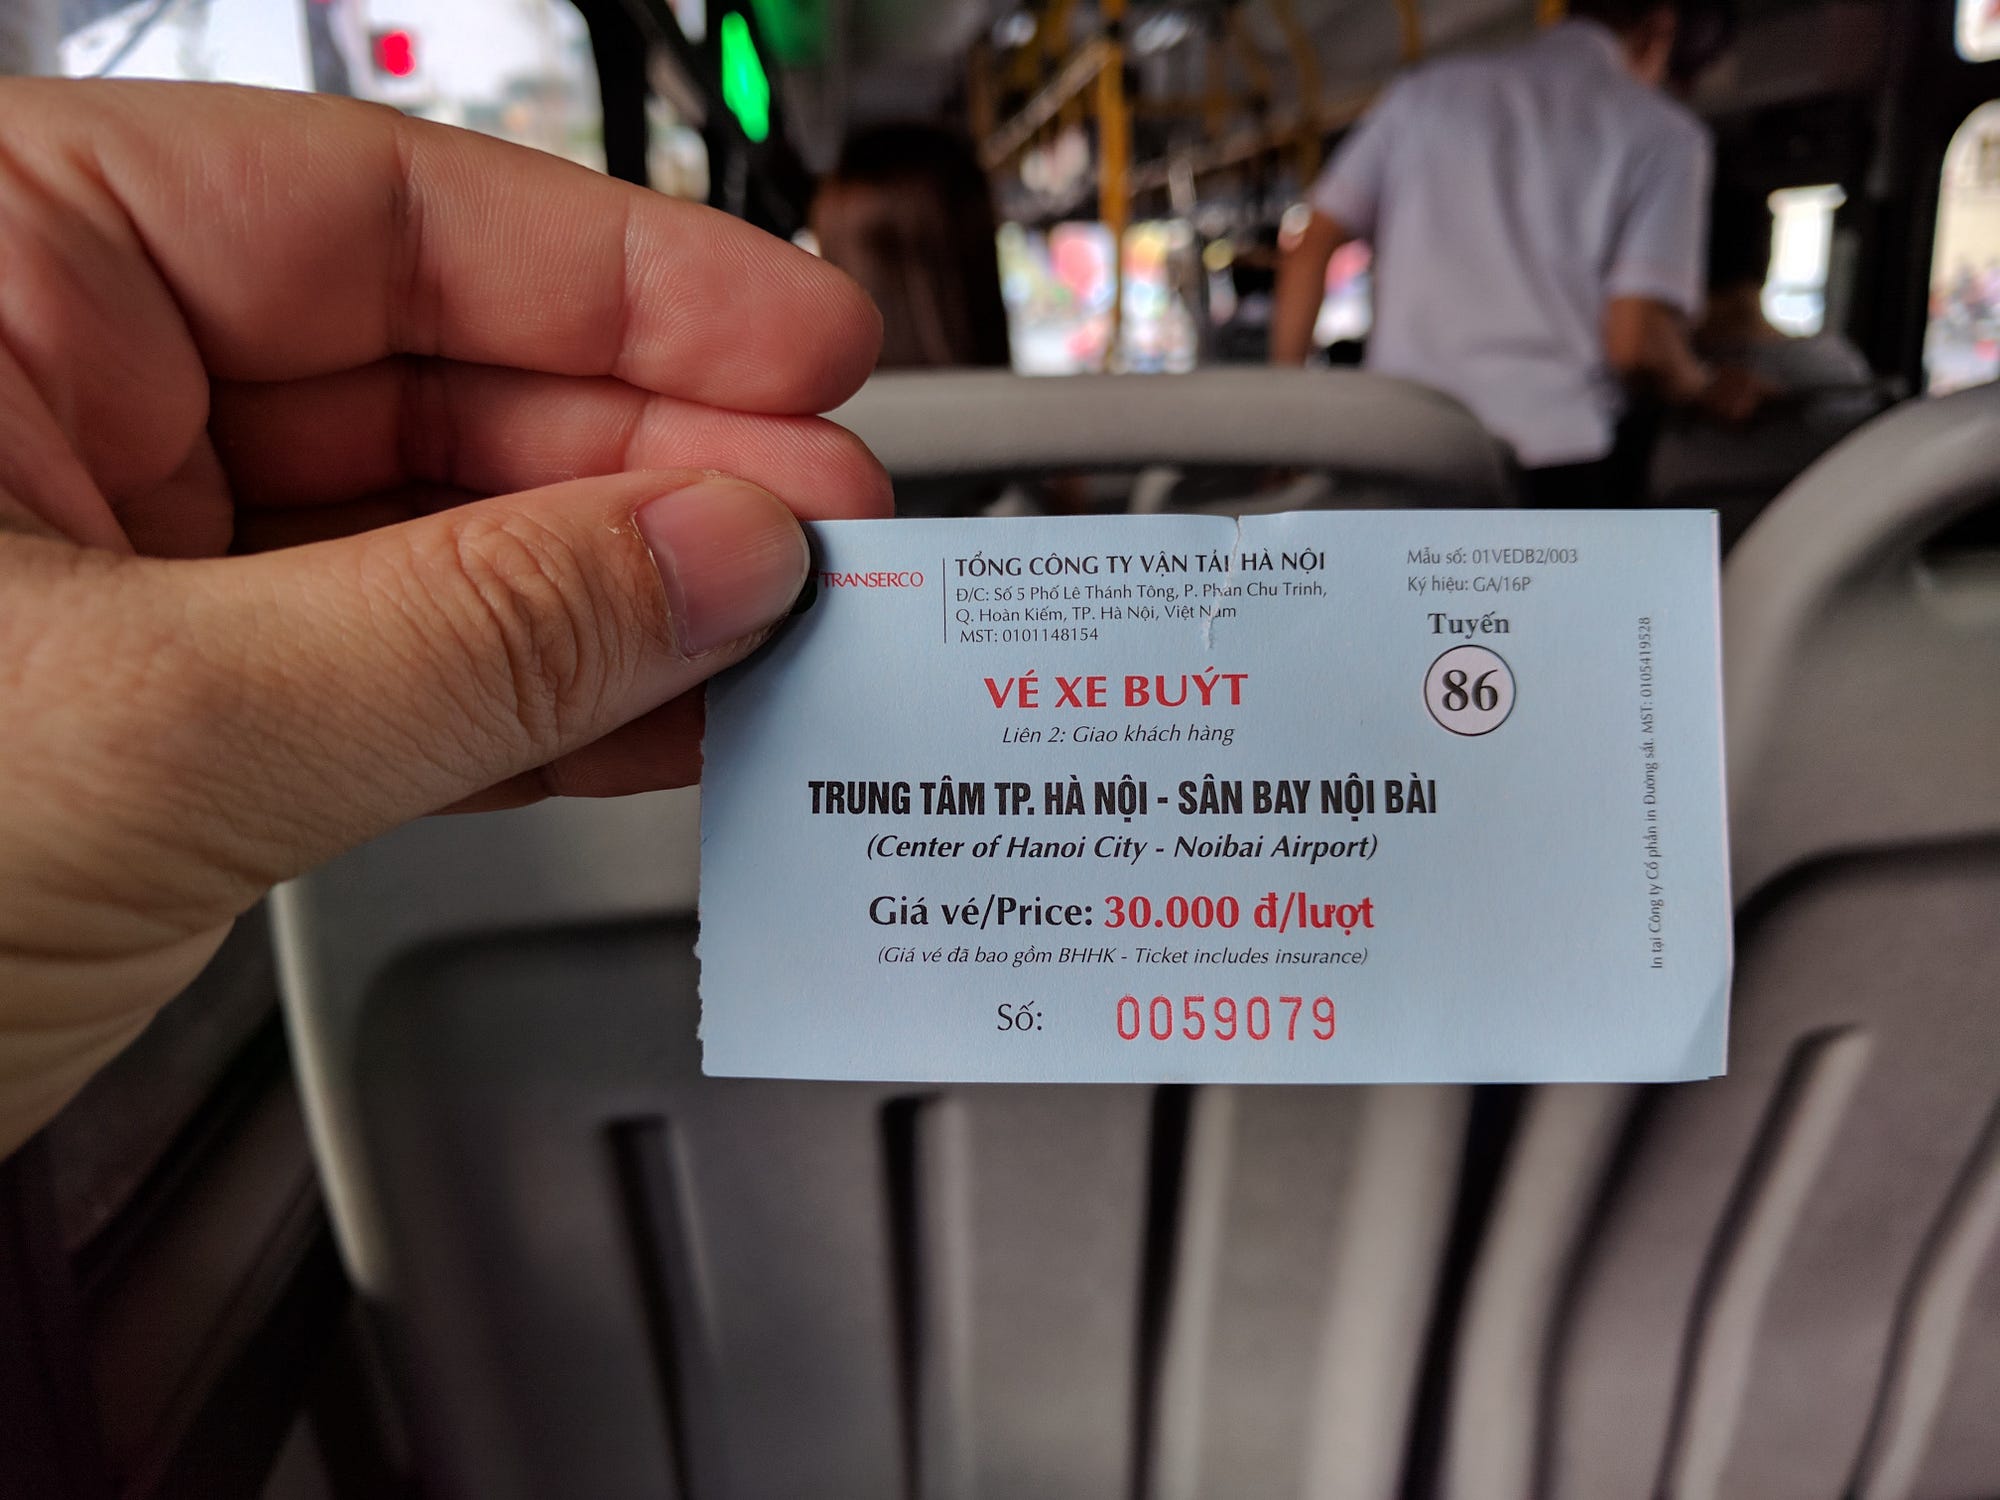 TRANSERCO
TỔNG CÔNG TY VẬN TẢI HÀ NỘI
Đ/C: Số 5 Phố Lê Thánh Tông, P. Phan Chu Trinh,
Q. Hoàn Kiếm, TP. Hà Nội, Việt Nam
MST: 0101148154
Mẫu số: 01VEDB2/003
Ký hiệu: GA/16P
Tuyến
86
VÉ XE BUÝT
Liên 2: Giao khách hàng
TRUNG TÂM TP. HÀ NỘI - SÂN BAY NỘI BÀI
(Center of Hanoi City - Noibai Airport)
Giá vé/Price: 30.000 đ/lượt
(Giá vé đã bao gồm BHHK - Ticket includes insurance)
Số: 0059079
In tại Công ty Cổ phần in Đường sắt. MST: 0105419528